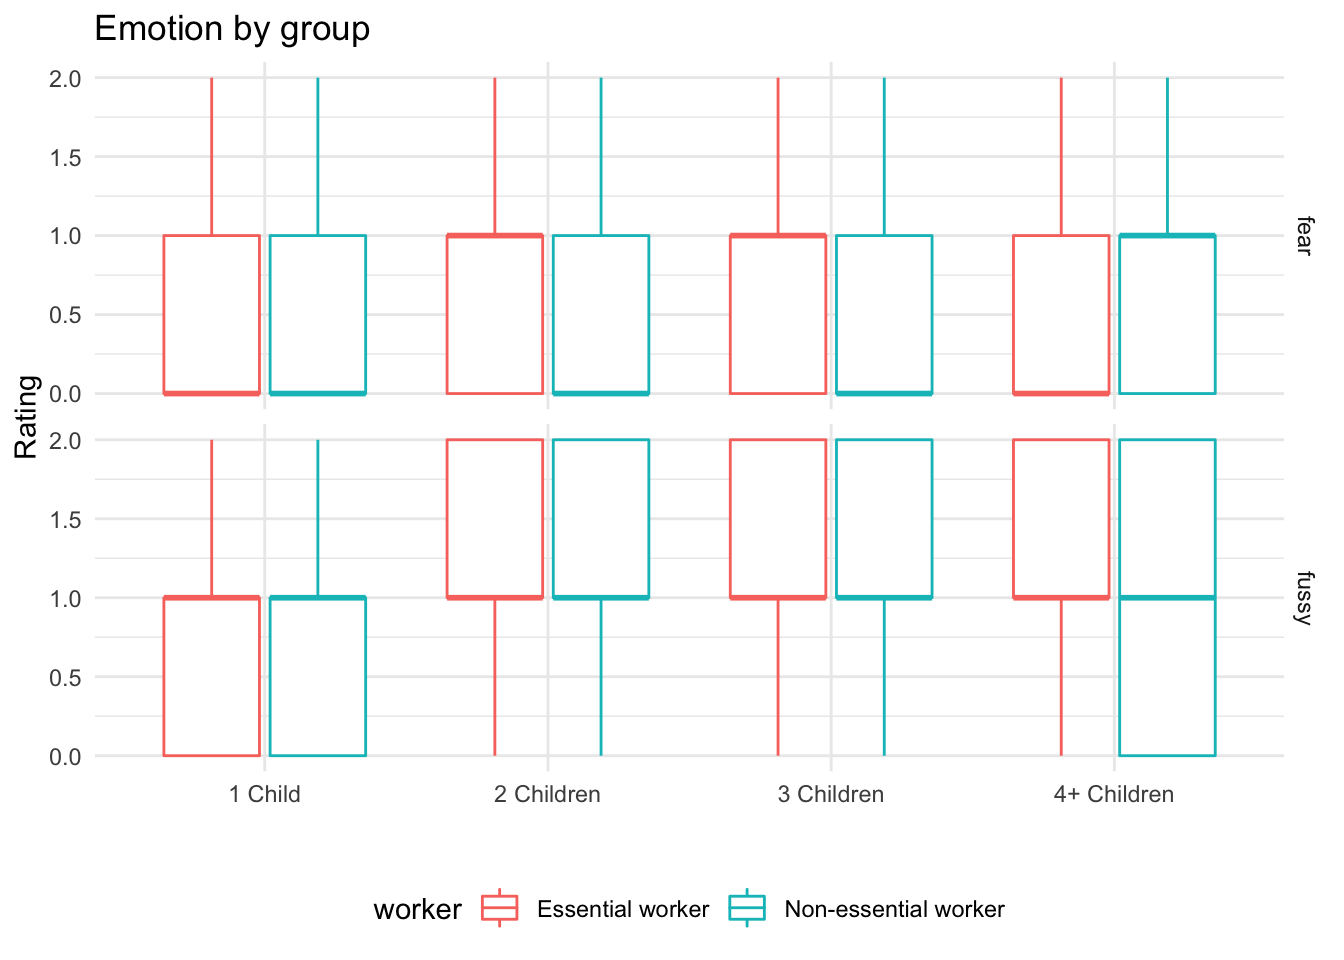 Emotion by group
Rating
2.0
1.5
1.0
0.5
0.0
fear
2.0
1.5
1.0
0.5
0.0
fussy
1 Child 2 Children 3 Children 4+ Children
worker Essential worker Non-essential worker